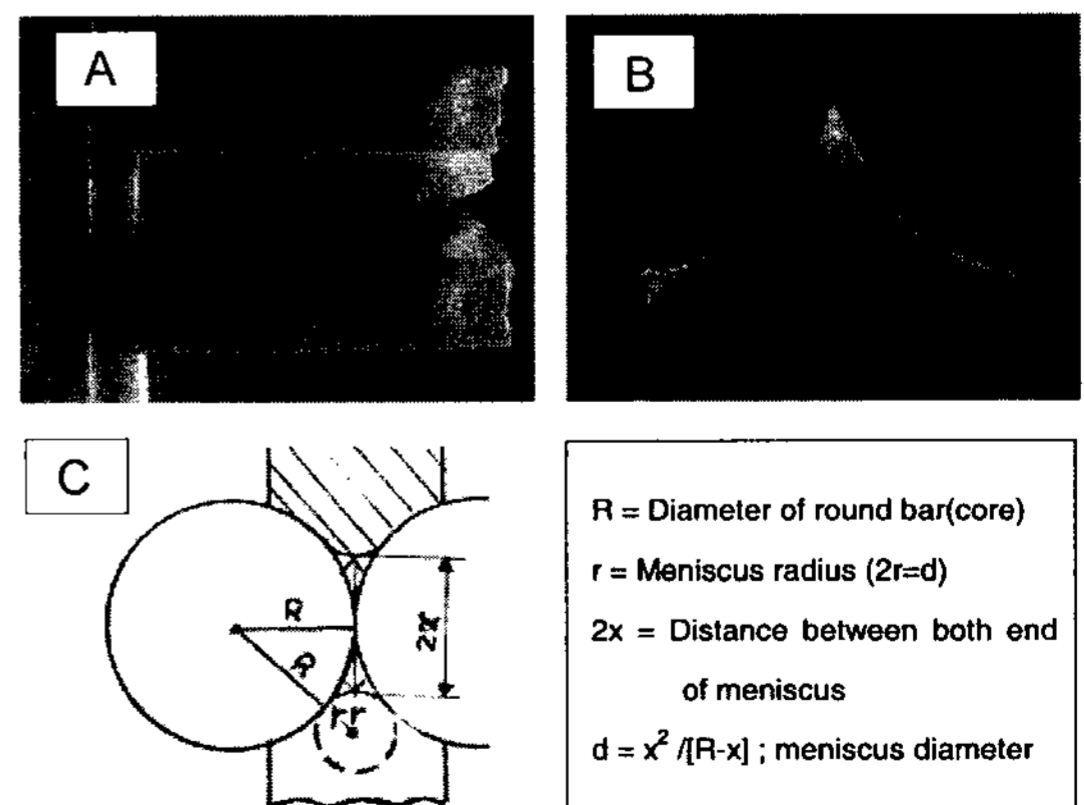 A
B
C
R
R
2x
r r
R = Diameter of round bar(core)
r = Meniscus radius (2r=d)
2x = Distance between both end
of meniscus
d = x² /[R-x] ; meniscus diameter